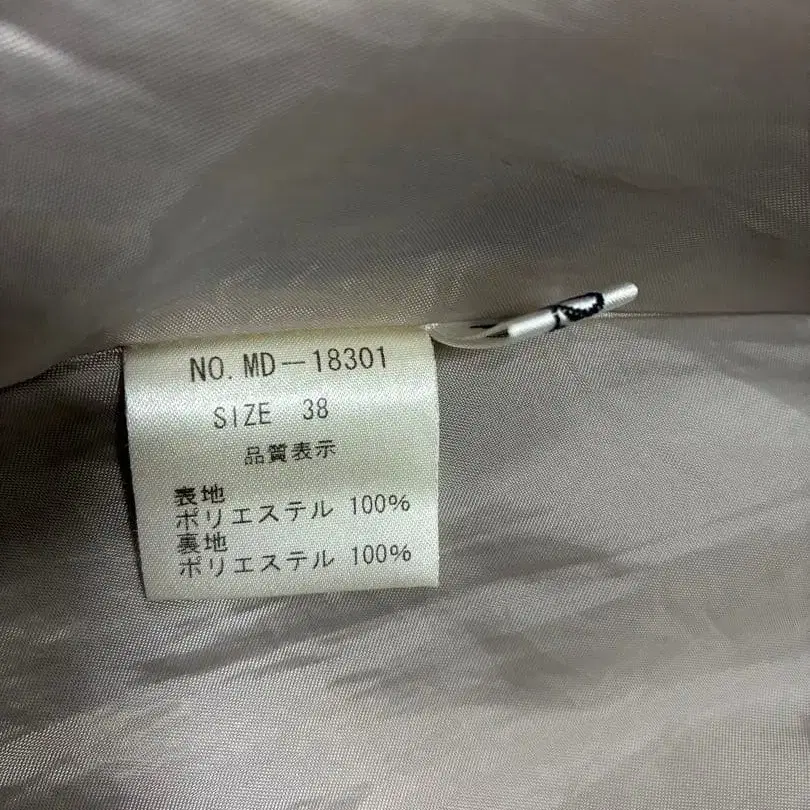 NO. MD-18301
SIZE 38
品質表示
表地
ポリエステル 100%
裏地
ポリエステル 100%